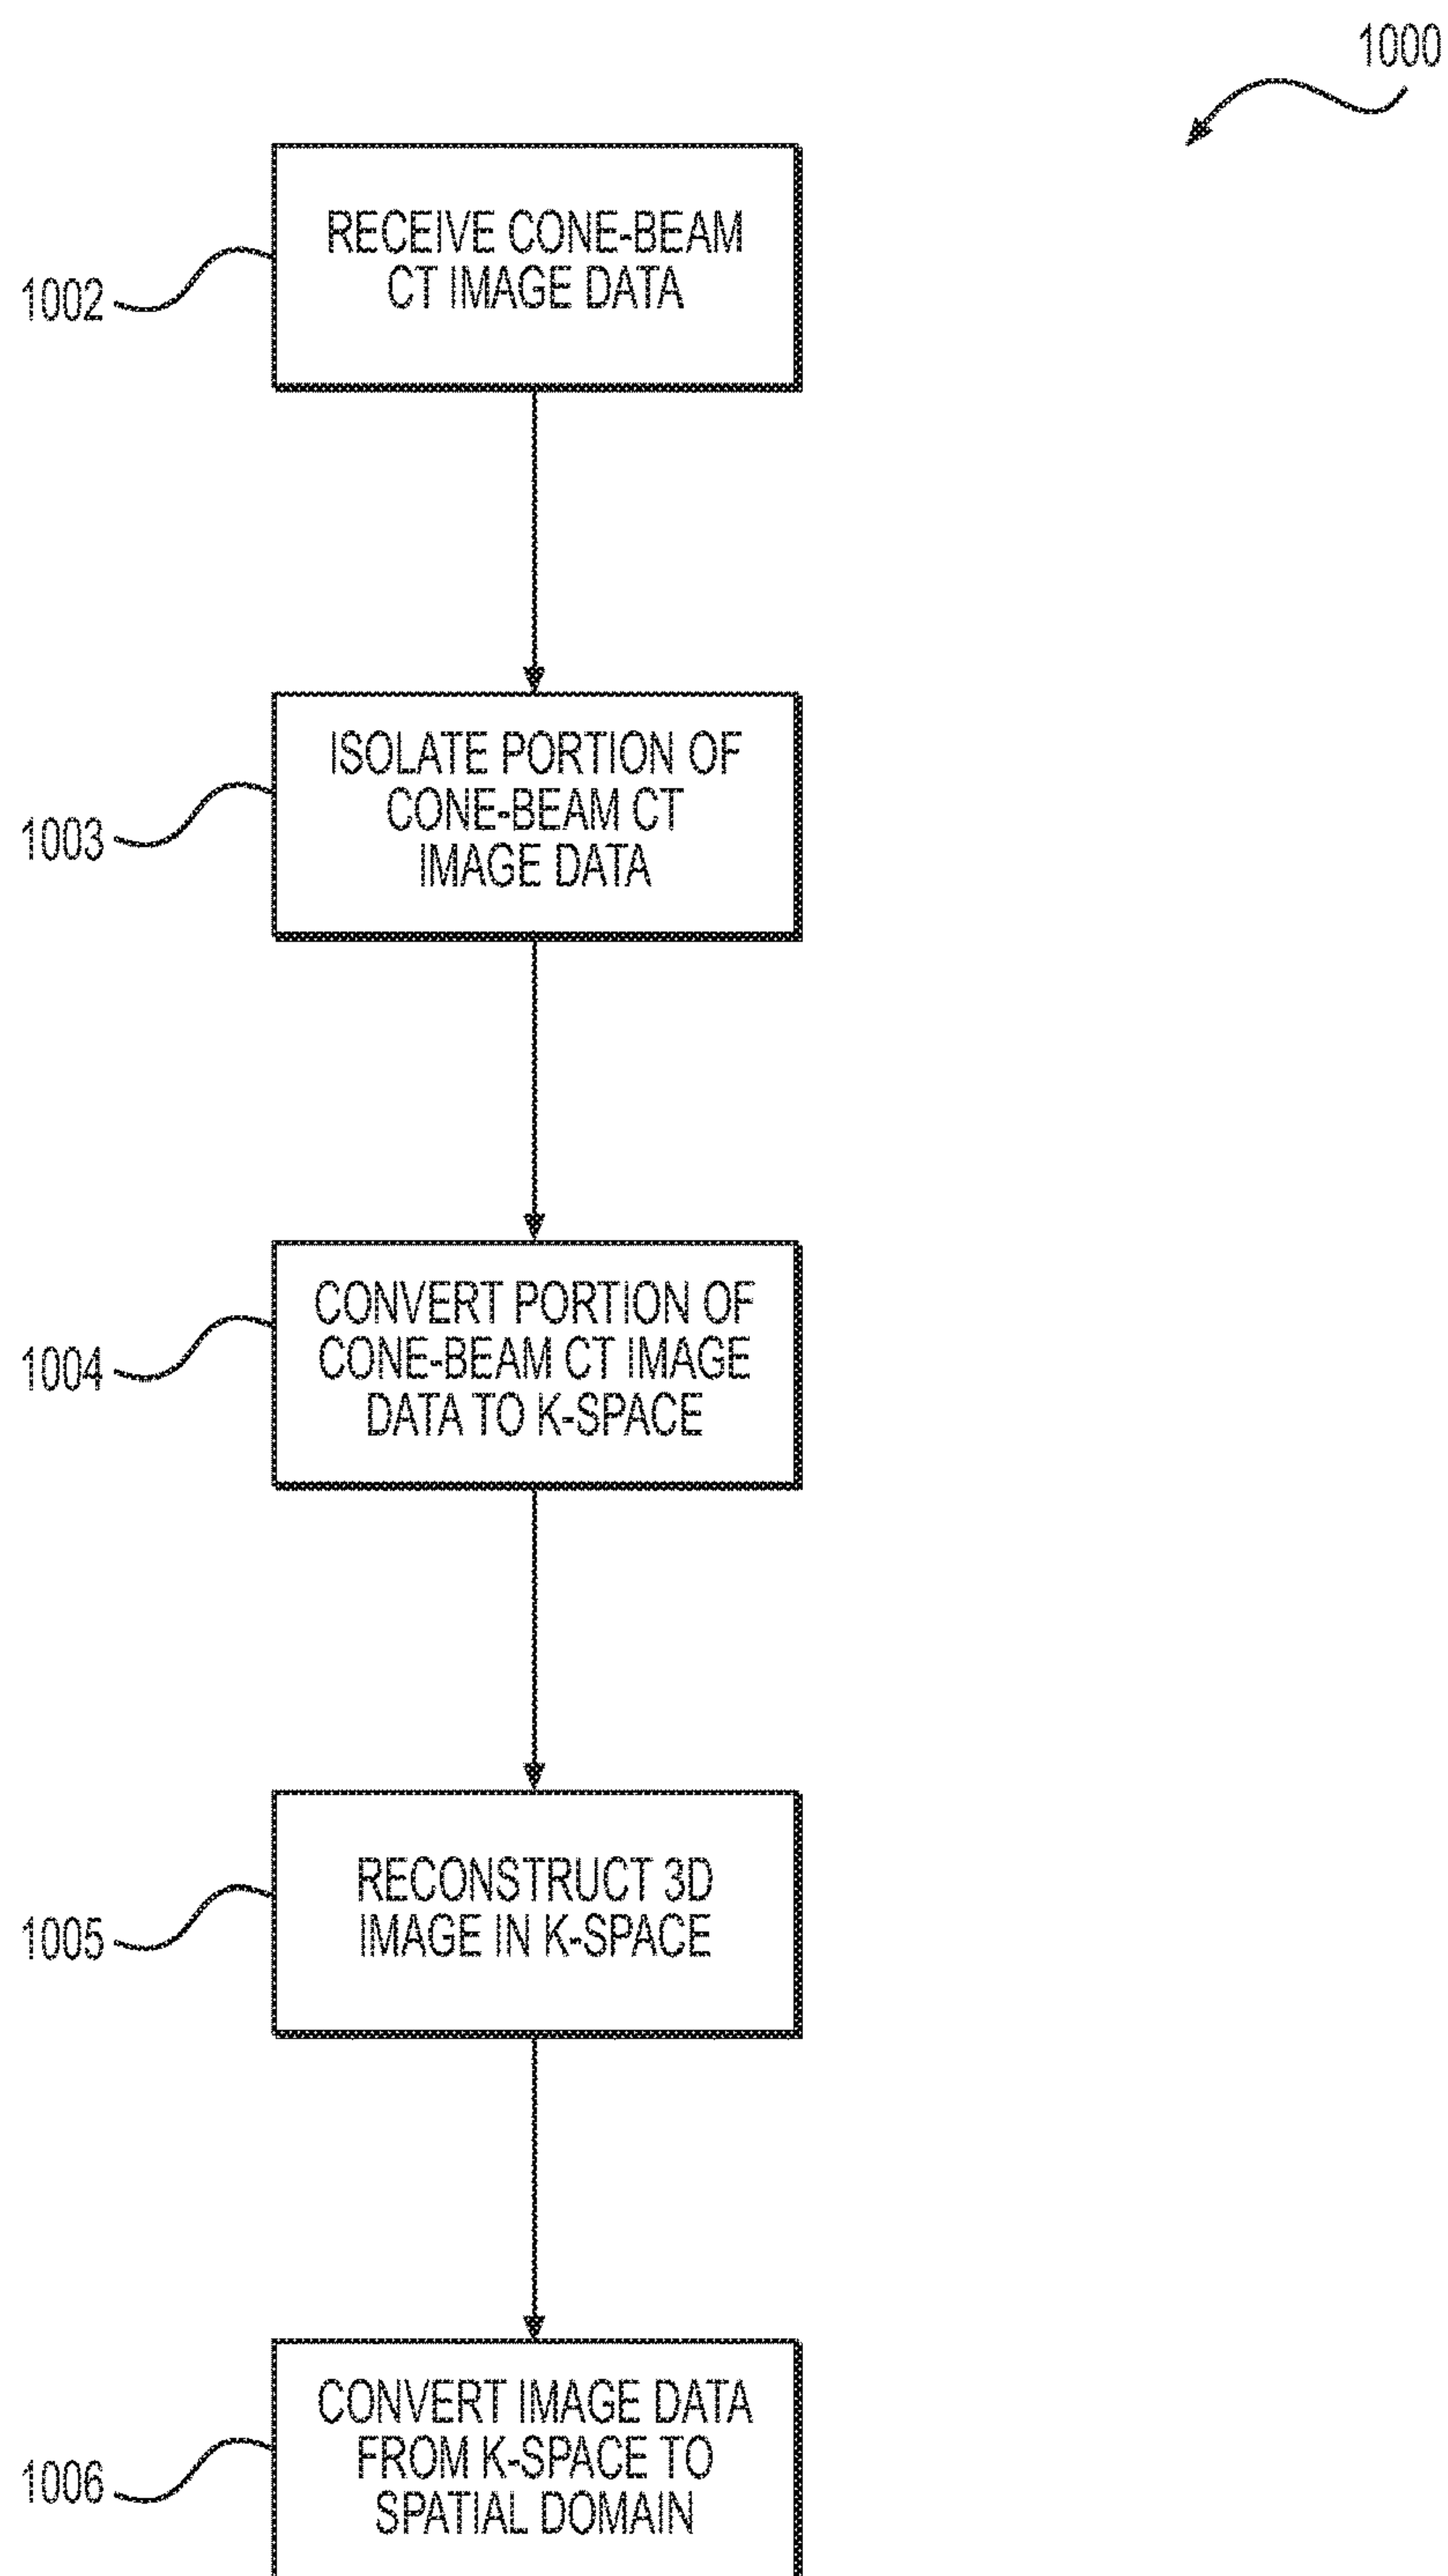 1000
RECEIVE CONE-BEAM
CT IMAGE DATA
1002
ISOLATE PORTION OF
CONE-BEAM CT
IMAGE DATA
1003
CONVERT PORTION OF
CONE-BEAM CT IMAGE
DATA TO K-SPACE
1004
RECONSTRUCT 3D
IMAGE IN K-SPACE
1005
CONVERT IMAGE DATA
FROM K-SPACE TO
SPATIAL DOMAIN
1006